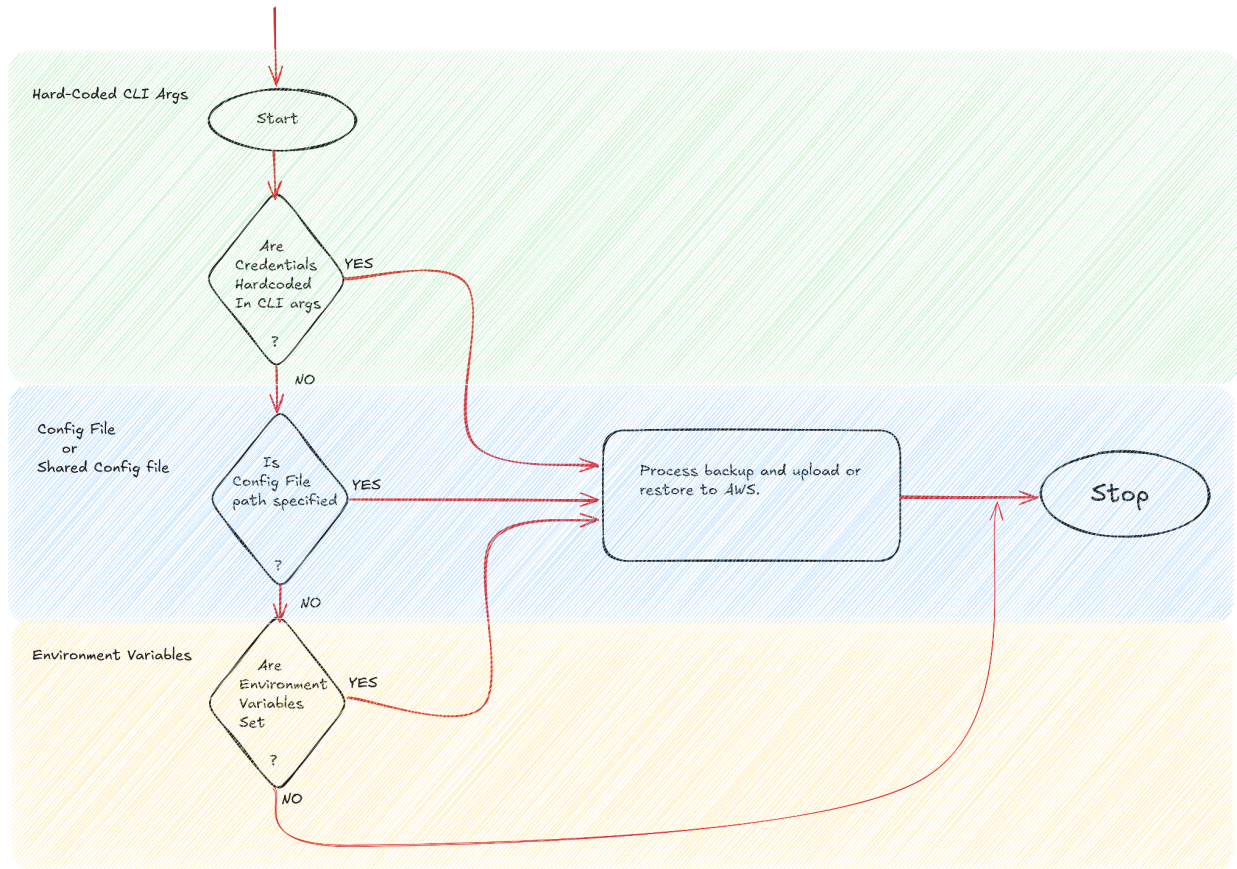 Hard-Coded CLI Args
Start
Are
Credentials
Hardcoded
In CLI args
?
YES
NO
Config File
or
Shared Config file
Is
Config File
path specified
?
YES
NO
Process backup and upload or
restore to AWS.
Stop
Environment Variables
Are
Environment
Variables
Set
?
YES
NO